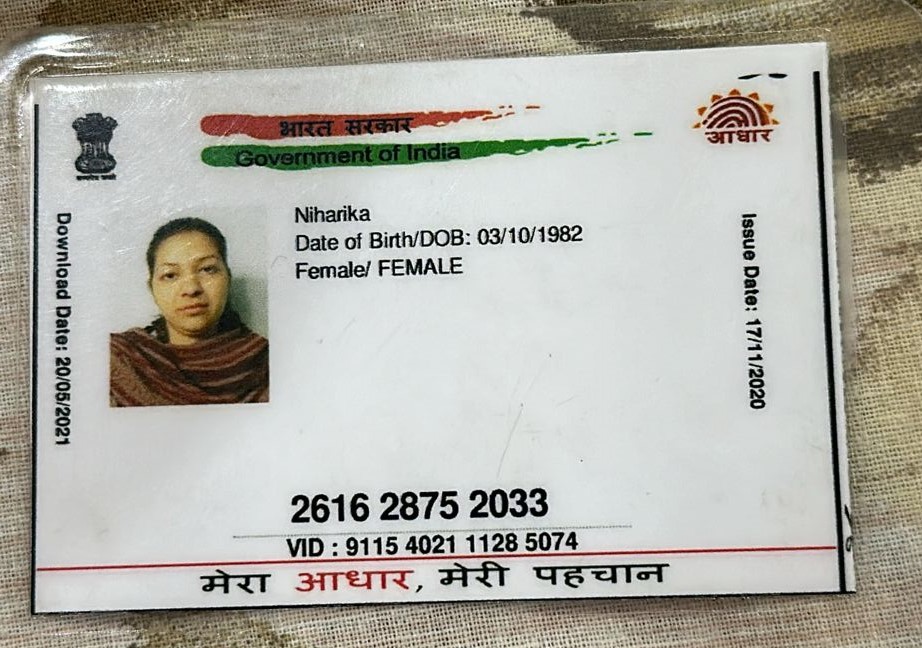 भारत सरकार
Government of India
आधार
Niharika
Date of Birth/DOB: 03/10/1982
Female/ FEMALE
Download Date: 20/05/2021
Issue Date: 17/11/2020
2616 2875 2033
VID : 9115 4021 1128 5074
मेरा आधार, मेरी पहचान